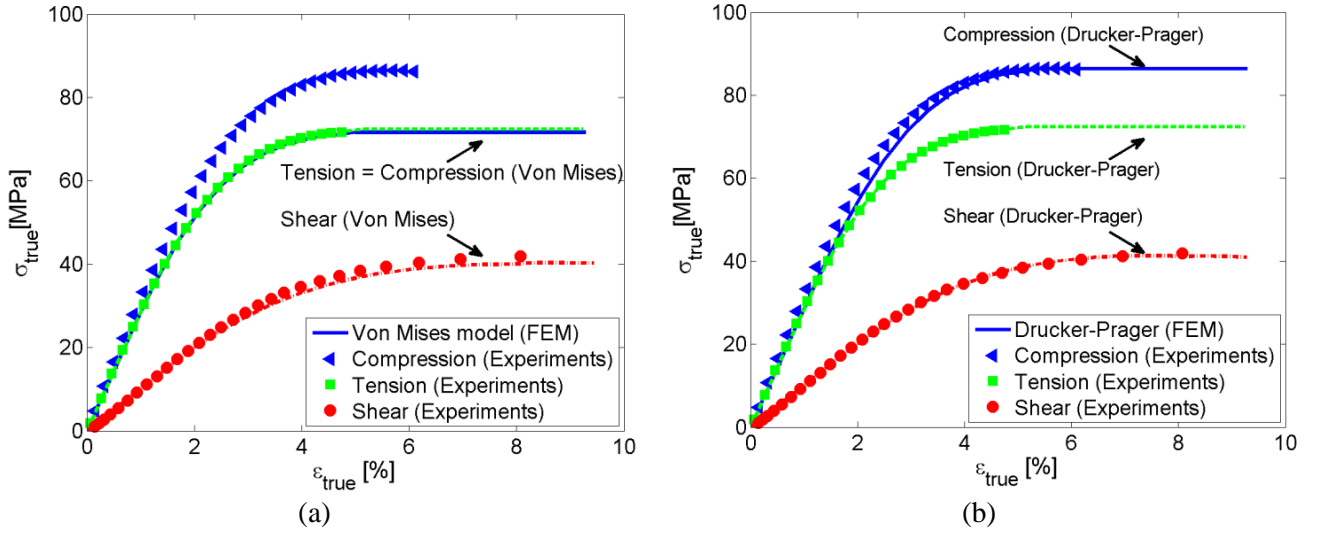 100
80
60
40
20
0
σtrue[MPa]
Tension = Compression (Von Mises)
Shear (Von Mises)
Von Mises model (FEM)
Compression (Experiments)
Tension (Experiments)
Shear (Experiments)
0 2 4 6 8 10
εtrue [%]
(a)
100
80
60
40
20
0
σtrue[MPa]
Compression (Drucker-Prager)
Tension (Drucker-Prager)
Shear (Drucker-Prager)
Drucker-Prager (FEM)
Compression (Experiments)
Tension (Experiments)
Shear (Experiments)
0 2 4 6 8 10
εtrue [%]
(b)